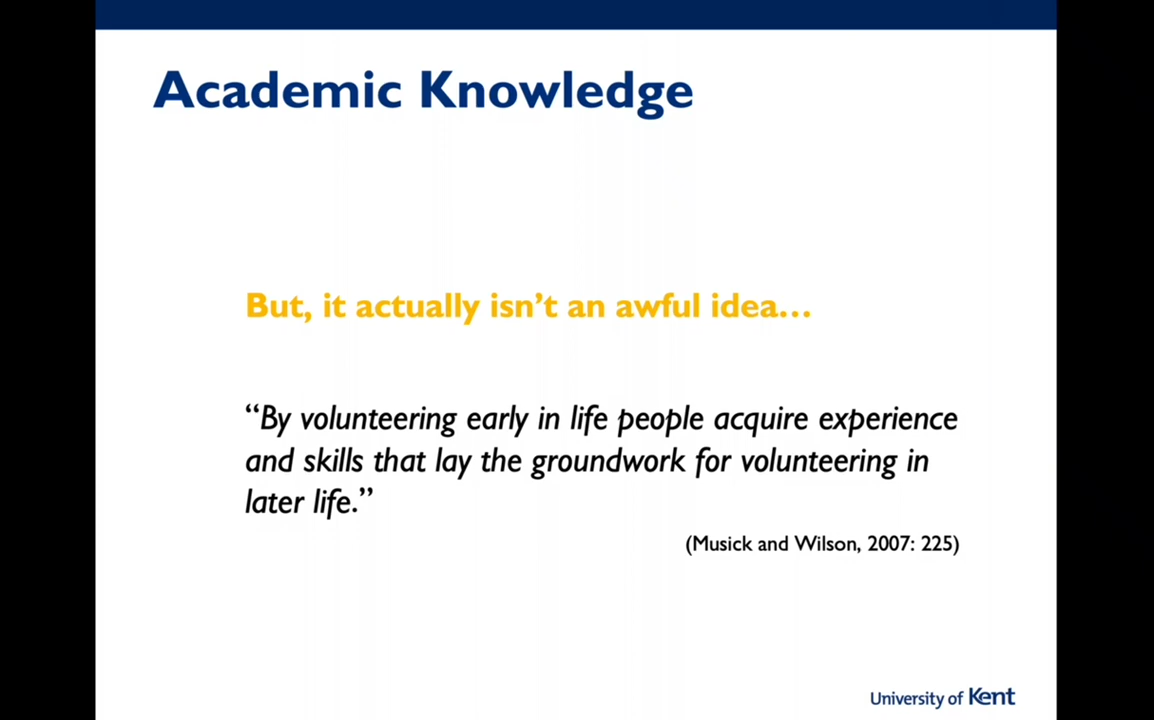 Academic Knowledge
But, it actually isn’t an awful idea…
“By volunteering early in life people acquire experience
and skills that lay the groundwork for volunteering in
later life.”
(Musick and Wilson, 2007: 225)
University of Kent